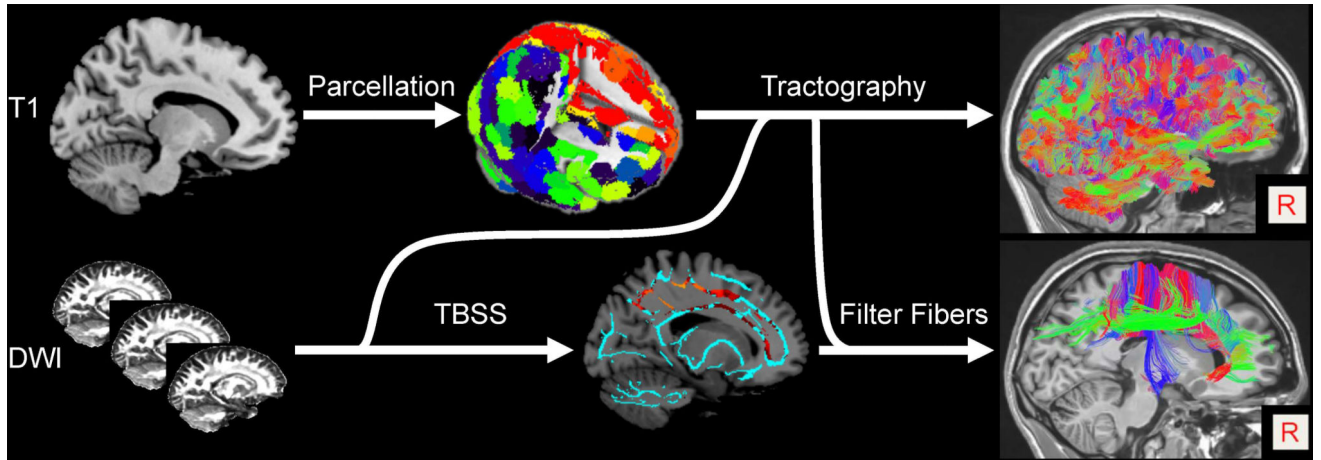 T1
Parcellation
Tractography
R
DWI
TBSS
Filter Fibers
R